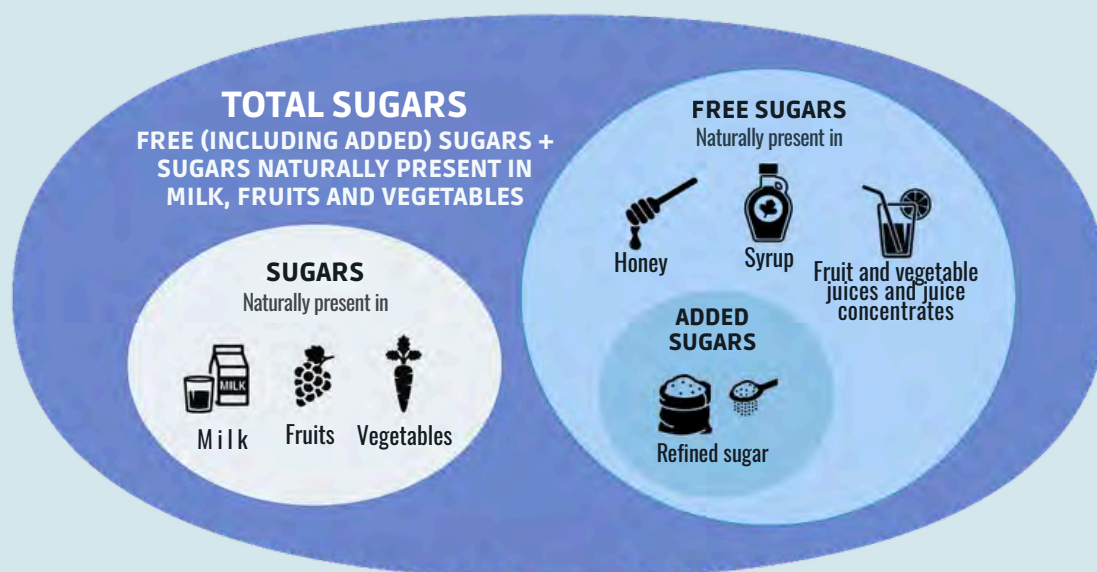 TOTAL SUGARS
FREE (INCLUDING ADDED) SUGARS +
SUGARS NATURALLY PRESENT IN
MILK, FRUITS AND VEGETABLES
SUGARS
Naturally present in
MILK
Milk
Fruits
Vegetables
FREE SUGARS
Naturally present in
Honey
Syrup
Fruit and vegetable
juices and juice
concentrates
ADDED
SUGARS
Refined sugar